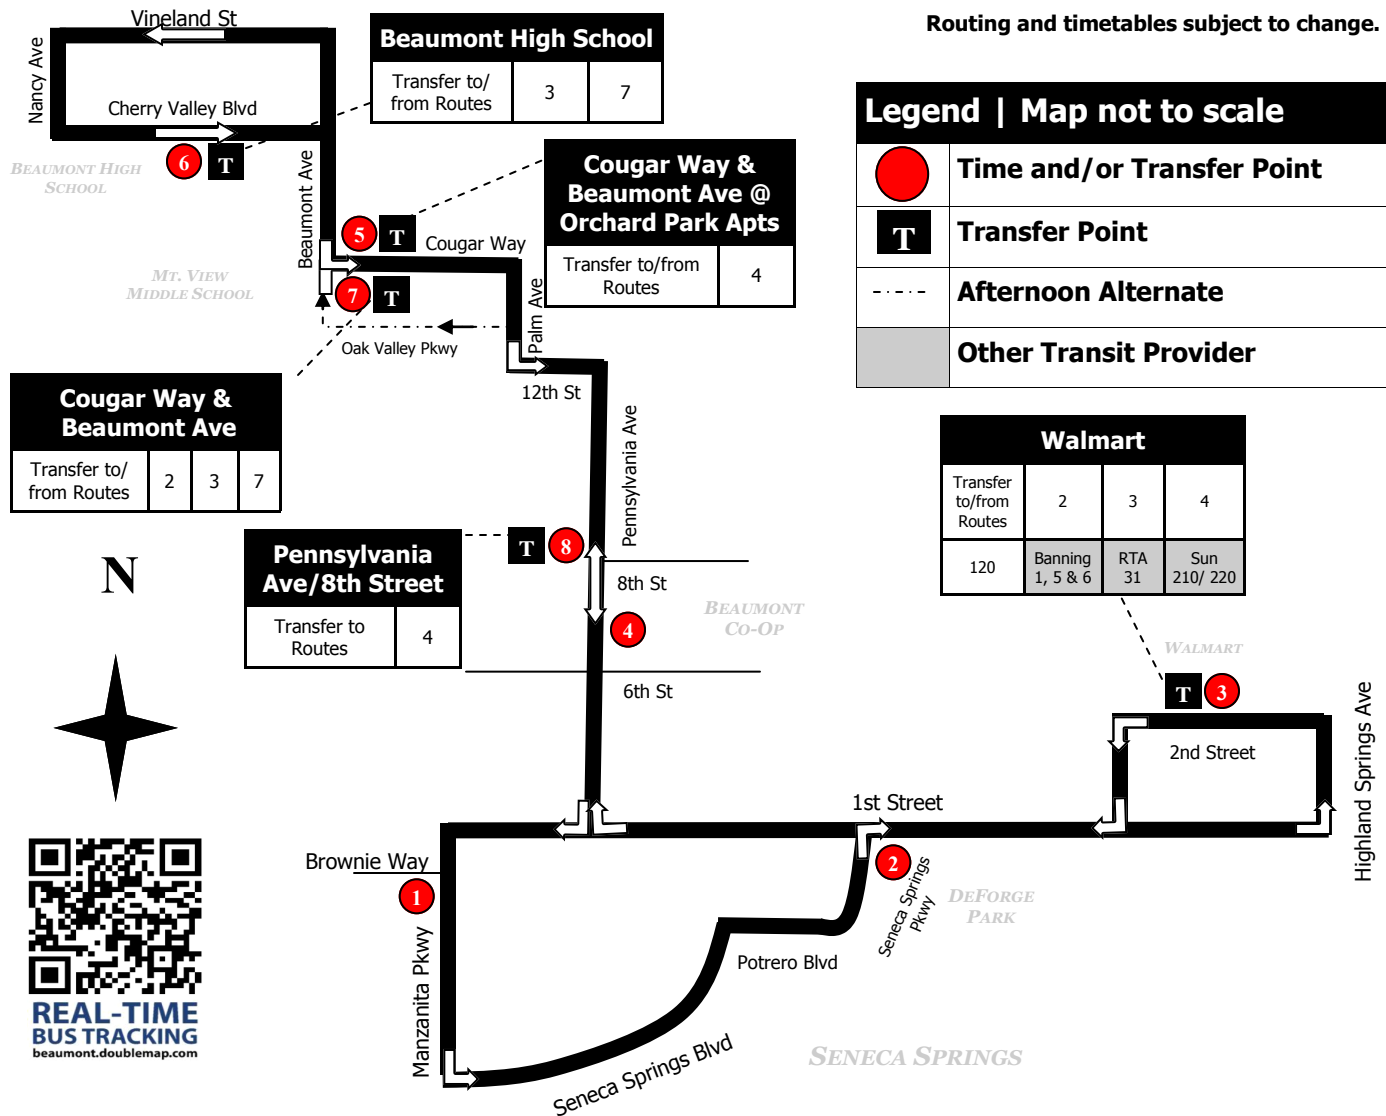 Routing and timetables subject to change.
Vineland St
Nancy Ave
Cherry Valley Blvd
Beaumont High School
Transfer to/
from Routes
3
7
6
T
BEAUMONT HIGH
SCHOOL
Beaumont Ave
Cougar Way &
Beaumont Ave @
Orchard Park Apts
Transfer to/from
Routes
4
Legend | Map not to scale
Time and/or Transfer Point
T
Transfer Point
Afternoon Alternate
Other Transit Provider
5
T
Cougar Way
MT. VIEW
MIDDLE SCHOOL
7
T
Palm Ave
Oak Valley Pkwy
12th St
Cougar Way &
Beaumont Ave
Transfer to/
from Routes
2
3
7
Pennsylvania Ave
Walmart
Transfer
to/from
Routes
2
3
4
120
Banning
1, 5 & 6
RTA
31
Sun
210/ 220
N
Pennsylvania
Ave/8th Street
Transfer to
Routes
4
T
8
8th St
4
BEAUMONT
CO-OP
6th St
WALMART
T
3
2nd Street
Highland Springs Ave
1st Street
Brownie Way
1
2
Seneca Springs
Pkwy
DEFORGE
PARK
Manzanita Pkwy
Potrero Blvd
Seneca Springs Blvd
SENECA SPRINGS
REAL-TIME
BUS TRACKING
beaumont.doublemap.com